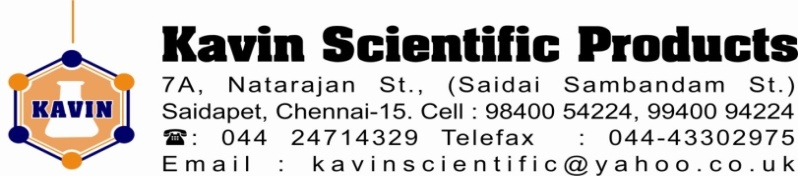 KAVIN
Kavin Scientific Products
7A, Natarajan St., (Saidai Sambandam St.)
Saidapet, Chennai-15. Cell : 98400 54224, 99400 94224
☎: 044 24714329 Telefax : 044-43302975
Email : kavinscientific@yahoo.co.uk